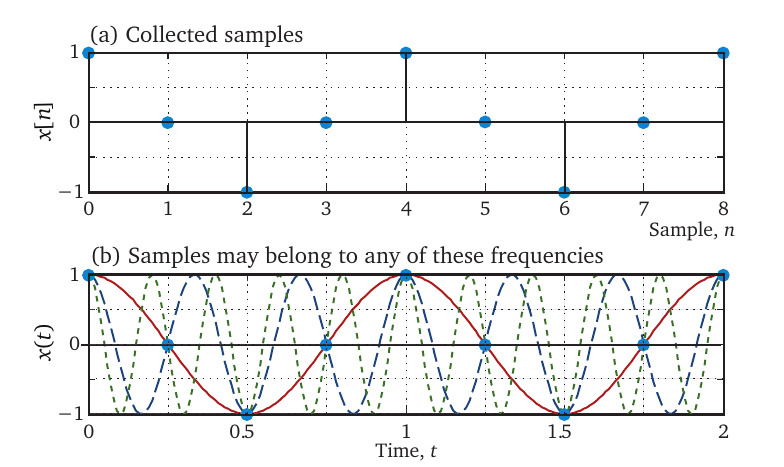 (a) Collected samples
1
0
−1
x[n]
0 1 2 3 4 5 6 7 8
Sample, n
(b) Samples may belong to any of these frequencies
1
0
−1
x(t)
0 0.5 1 1.5 2
Time, t